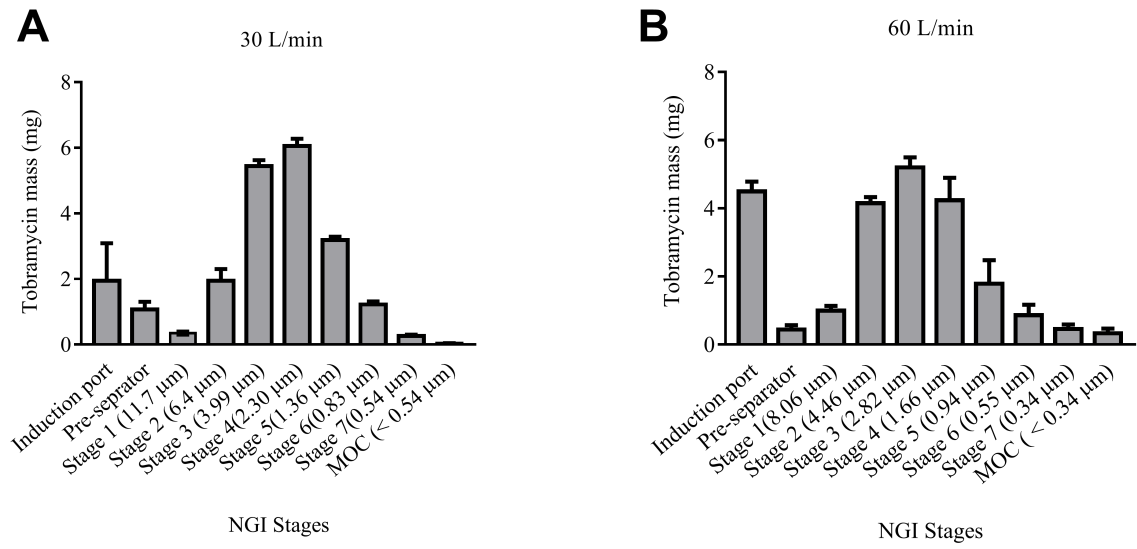 A
30 L/min
Tobramycin mass (mg)
8
6
4
2
0
Induction port
Pre-seprator
Stage 1 (11.7 μm)
Stage 2 (6.4 μm)
Stage 3 (3.99 μm)
Stage 4(2.30 μm)
Stage 5(1.36 μm)
Stage 6(0.83 μm)
Stage 7(0.54 μm)
MOC (< 0.54 μm)
NGI Stages
B
60 L/min
Tobramycin mass (mg)
8
6
4
2
0
Induction port
Pre-separator
Stage 1(8.06 μm)
Stage 2 (4.46 μm)
Stage 3 (2.82 μm)
Stage 4 (1.66 μm)
Stage 5 (0.94 μm)
Stage 6 (0.55 μm)
Stage 7 (0.34 μm)
MOC (< 0.34 μm)
NGI Stages